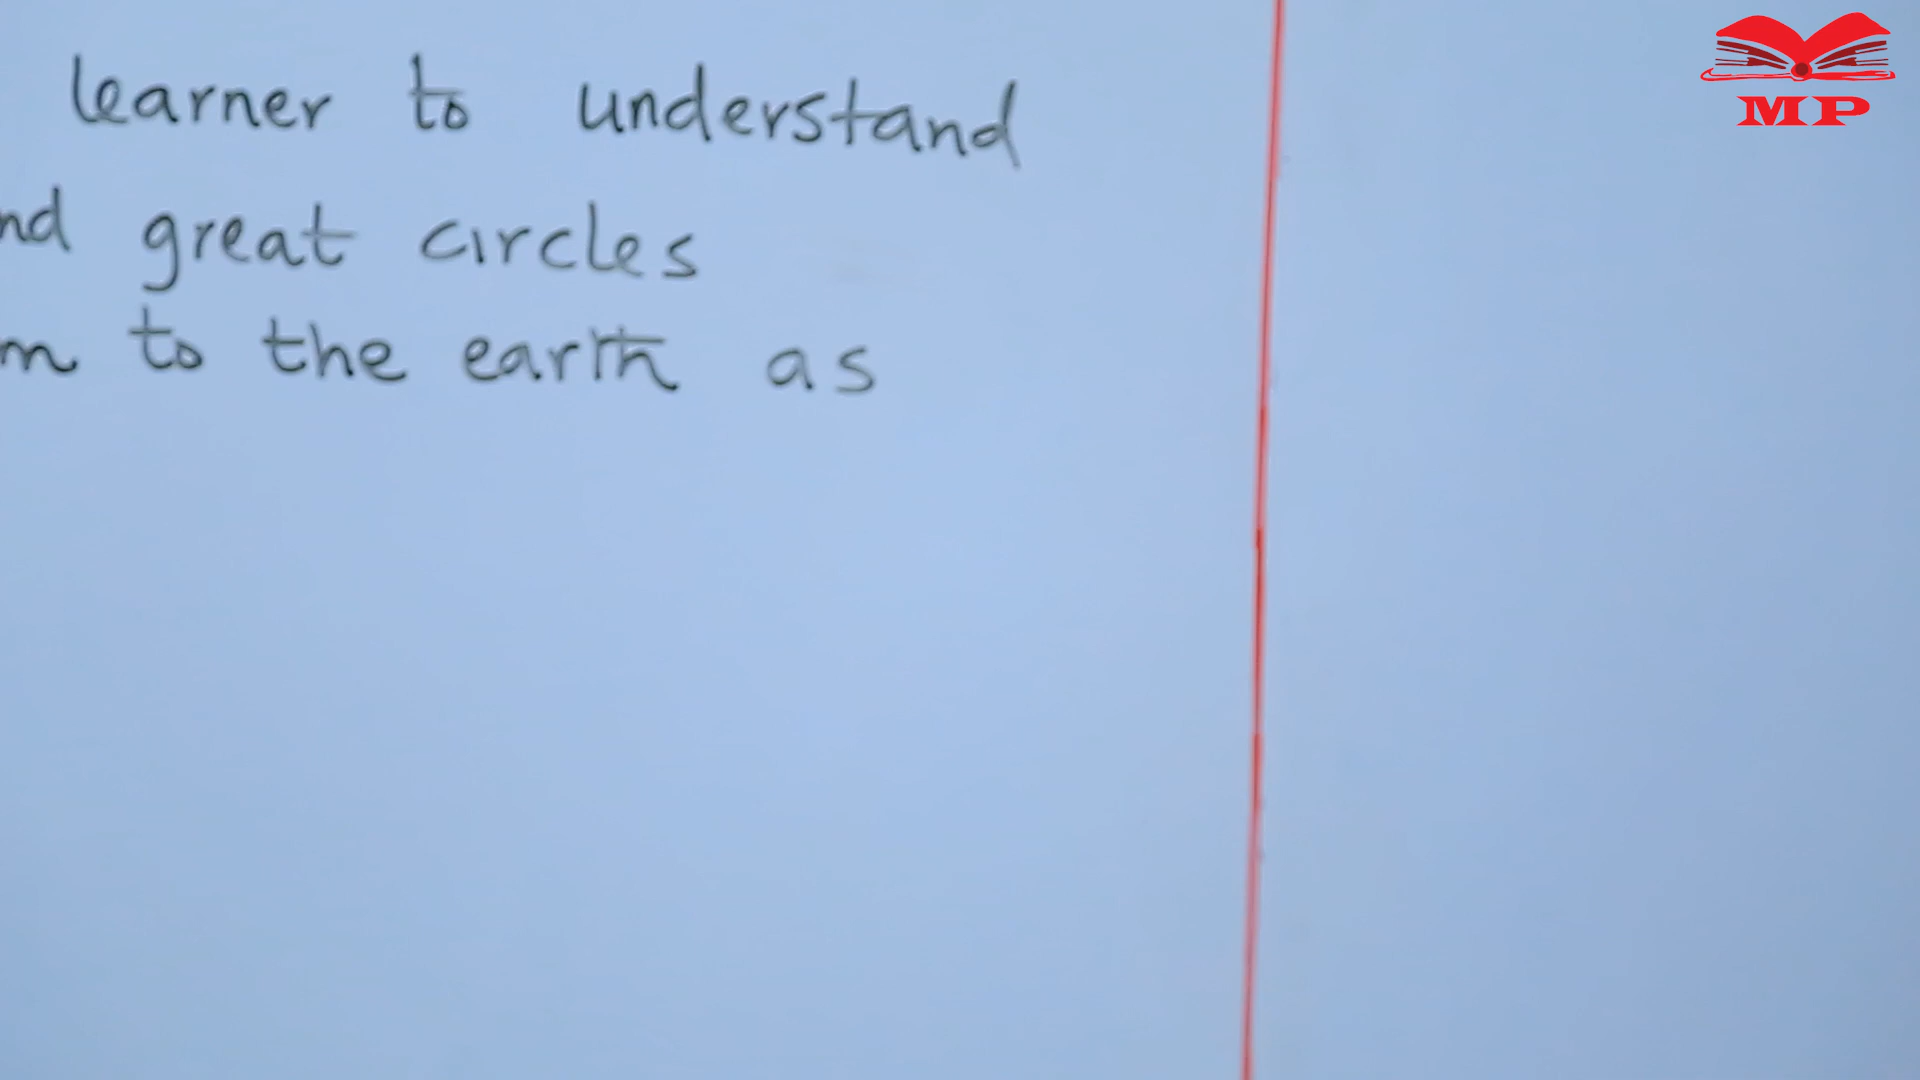 learner to understand
nd great circles
m to the earth as
MP